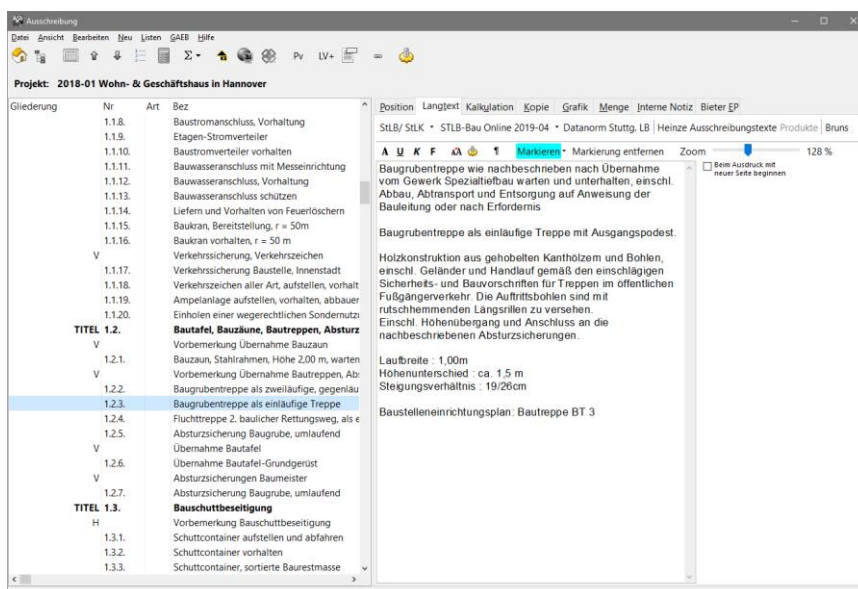 Ausschreibung
Datei Ansicht Bearbeiten Neu Listen GAEB Hilfe
Σ Pv LV+
Projekt: 2018-01 Wohn- & Geschäftshaus in Hannover
Gliederung Nr Art Bez
1.1.8. Baustromanschluss, Vorhaltung
1.1.9. Etagen-Stromverteiler
1.1.10. Baustromverteiler vorhalten
1.1.11. Bauwasseranschluss mit Messeinrichtung
1.1.12. Bauwasseranschluss, Vorhaltung
1.1.13. Bauwasseranschluss schützen
1.1.14. Liefern und Vorhalten von Feuerlöschern
1.1.15. Baukran, Bereitstellung, r = 50m
1.1.16. Baukran vorhalten, r = 50 m
V Verkehrssicherung, Verkehrszeichen
1.1.17. Verkehrssicherung Baustelle, Innenstadt
1.1.18. Verkehrszeichen aller Art, aufstellen, vorhalt
1.1.19. Ampelanlage aufstellen, vorhalten, abbauer
1.1.20. Einholen einer wegerechtlichen Sondernutzu
TITEL 1.2. Bautafel, Bauzäune, Bautreppen, Absturz
V Vorbemerkung Übernahme Bauzaun
1.2.1. Bauzaun, Stahlrahmen, Höhe 2,00 m, warten
V Vorbemerkung Übernahme Bautreppen, Ab
1.2.2. Baugrubentreppe als zweiläufige, gegenläu
1.2.3. Baugrubentreppe als einläufige Treppe
1.2.4. Fluchttreppe 2. baulicher Rettungsweg, als e
1.2.5. Absturzsicherung Baugrube, umlaufend
V Übernahme Bautafel
1.2.6. Übernahme Bautafel-Grundgerüst
V Absturzsicherungen Baumeister
1.2.7. Absturzsicherung Baugrube, umlaufend
TITEL 1.3. Bauschuttbeseitigung
H Vorbemerkung Bauschuttbeseitigung
1.3.1. Schuttcontainer aufstellen und abfahren
1.3.2. Schuttcontainer vorhalten
1.3.3. Schuttcontainer, sortierte Baurestmasse
Position Langtext Kalkulation Kopie Grafik Menge Interne Notiz Bieter EP
StLB/ StLK STLB-Bau Online 2019-04 Datanorm Stuttg. LB Heinze Ausschreibungstexte Produkte Bruns
A U K F ¶ Markieren Markierung entfernen Zoom 128 %
Baugrubentreppe wie nachbeschrieben nach Übernahme
vom Gewerk Spezialtiefbau warten und unterhalten, einschl.
Abbau, Abtransport und Entsorgung auf Anweisung der
Bauleitung oder nach Erfordernis
Baugrubentreppe als einläufige Treppe mit Ausgangspodest.
Holzkonstruktion aus gehobelten Kanthölzern und Bohlen,
einschl. Geländer und Handlauf gemäß den einschlägigen
Sicherheits- und Bauvorschriften für Treppen im öffentlichen
Fußgängerverkehr. Die Auftrittsbohlen sind mit
rutschhemmenden Längsrillen zu versehen.
Einschl. Höhenübergang und Anschluss an die
nachbeschriebenen Absturzsicherungen.
Laufbreite : 1,00m
Höhenunterschied : ca. 1,5 m
Steigungsverhältnis : 19/26cm
Baustelleneinrichtungsplan: Bautreppe BT 3
Beim Ausdruck mit
neuer Seite beginnen